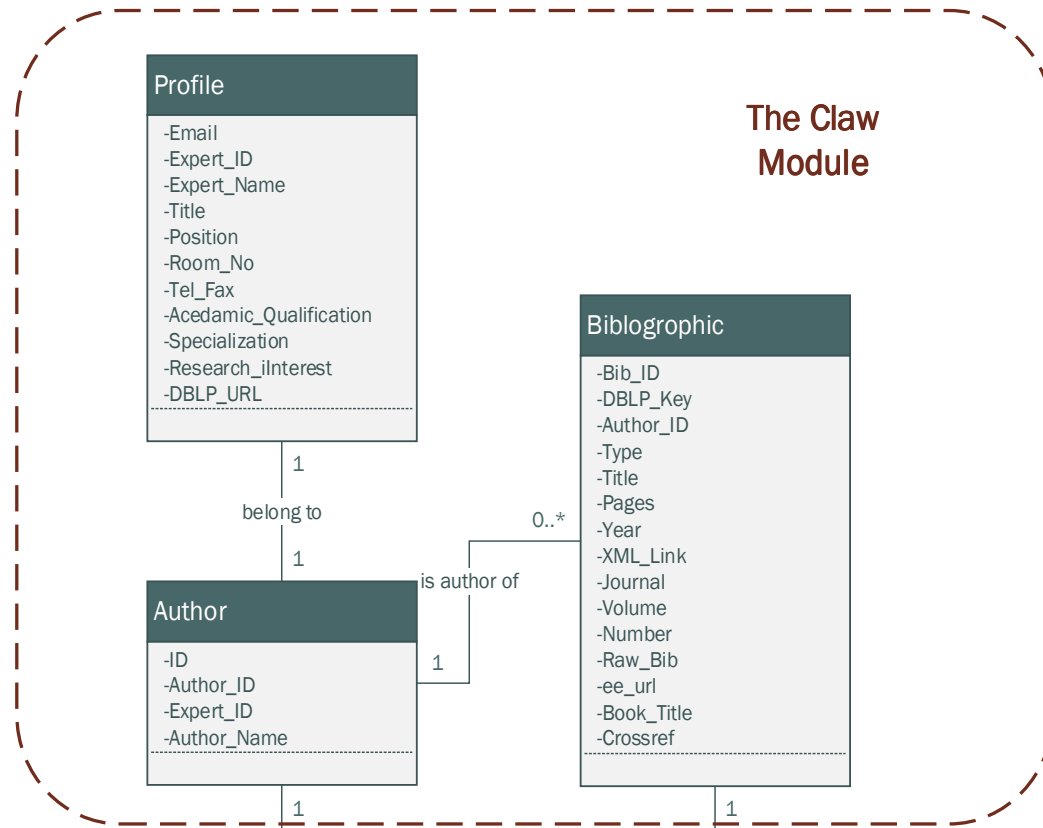 Profile
-Email
-Expert_ID
-Expert_Name
-Title
-Position
-Room_No
-Tel_Fax
-Acedamic_Qualification
-Specialization
-Research_iInterest
-DBLP_URL
The Claw
Module
1
belong to
1
Author
-ID
-Author_ID
-Expert_ID
-Author_Name
1
is author of
0..*
1
Biblogrophic
-Bib_ID
-DBLP_Key
-Author_ID
-Type
-Title
-Pages
-Year
-XML_Link
-Journal
-Volume
-Number
-Raw_Bib
-ee_url
-Book_Title
-Crossref
1